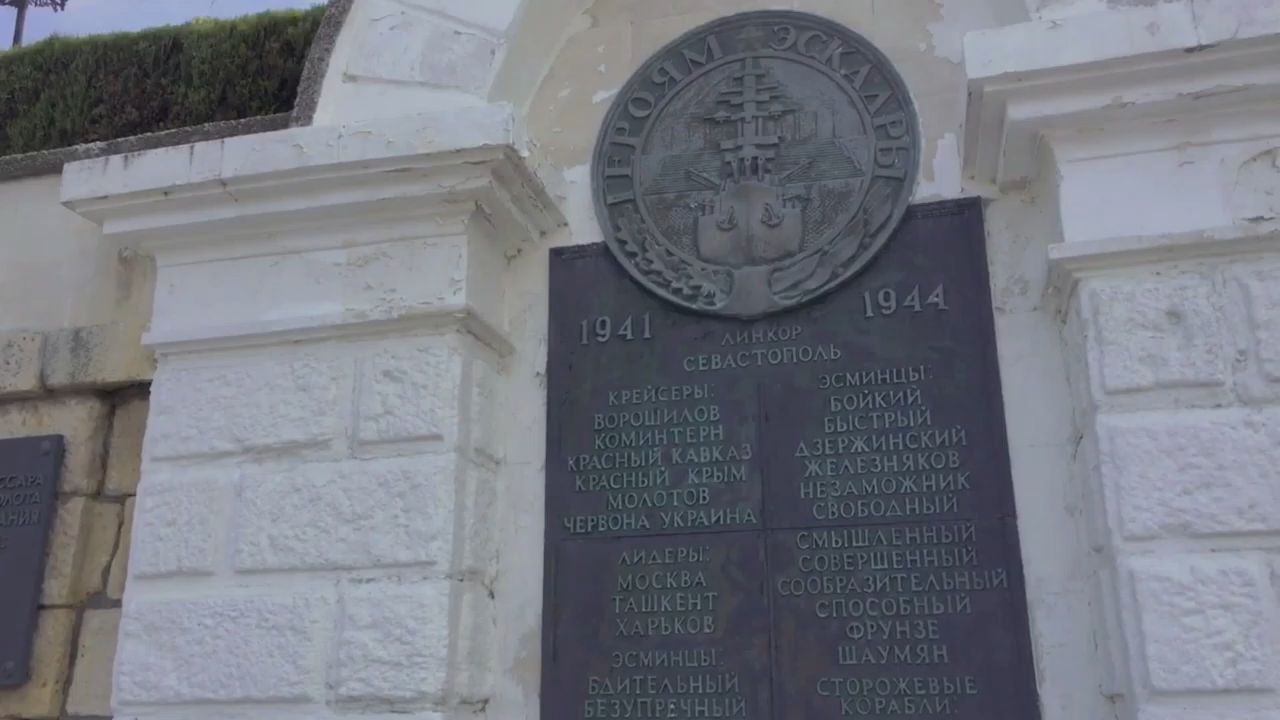 ГЕРОЯМ ЭСКАДРЫ
1941
1944
ЛИНКОР
СЕВАСТОПОЛЬ
КРЕЙСЕРЫ:
ВОРОШИЛОВ
КОМИНТЕРН
КРАСНЫЙ КАВКАЗ
КРАСНЫЙ КРЫМ
МОЛОТОВ
ЧЕРВОНА УКРАИНА
ЛИДЕРЫ:
МОСКВА
ТАШКЕНТ
ХАРЬКОВ
ЭСМИНЦЫ:
БДИТЕЛЬНЫЙ
БЕЗУПРЕЧНЫЙ
ЭСМИНЦЫ:
БОЙКИЙ
БЫСТРЫЙ
ДЗЕРЖИНСКИЙ
ЖЕЛЕЗНЯКОВ
НЕЗАМОЖНИК
СВОБОДНЫЙ
СМЫШЛЕННЫЙ
СОВЕРШЕННЫЙ
СООБРАЗИТЕЛЬНЫЙ
СПОСОБНЫЙ
ФРУНЗЕ
ШАУМЯН
СТОРОЖЕВЫЕ
КОРАБЛИ: